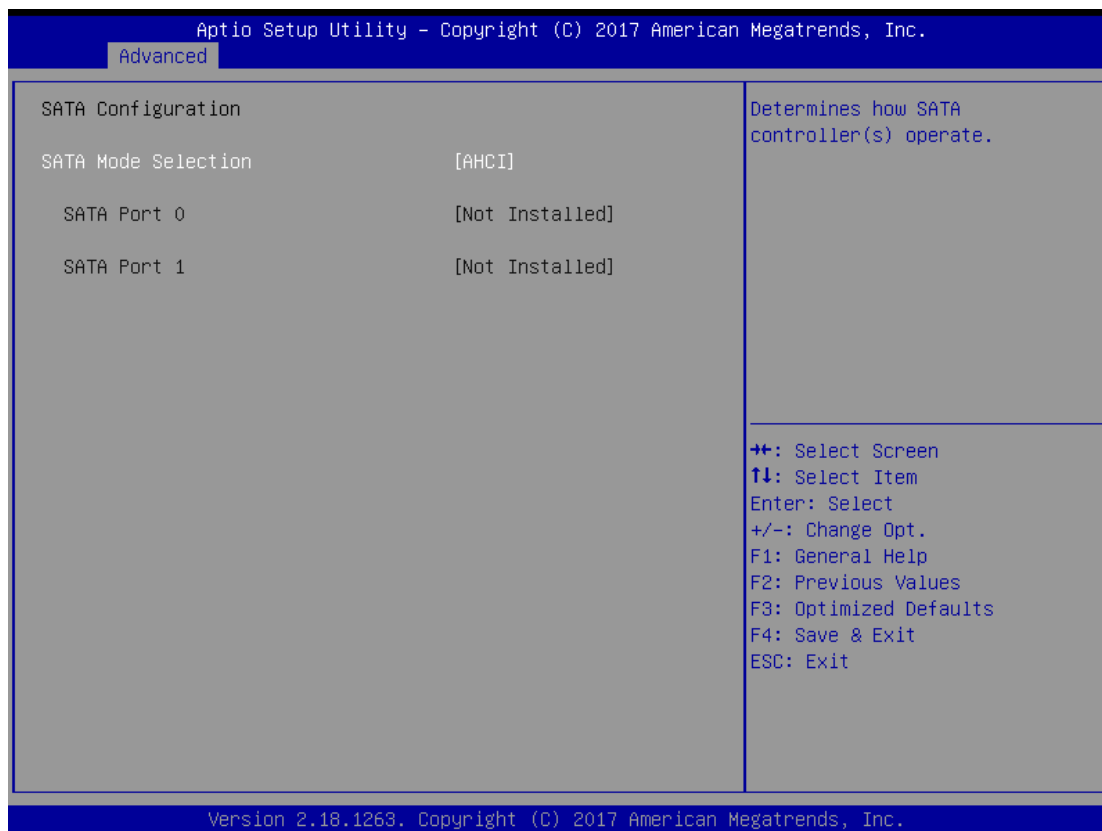 Aptio Setup Utility – Copyright (C) 2017 American Megatrends, Inc.
Advanced
SATA Configuration
SATA Mode Selection [AHCI]
SATA Port 0 [Not Installed]
SATA Port 1 [Not Installed]
Determines how SATA
controller(s) operate.
→←: Select Screen
↑↓: Select Item
Enter: Select
+/-: Change Opt.
F1: General Help
F2: Previous Values
F3: Optimized Defaults
F4: Save & Exit
ESC: Exit
Version 2.18.1263. Copyright (C) 2017 American Megatrends, Inc.